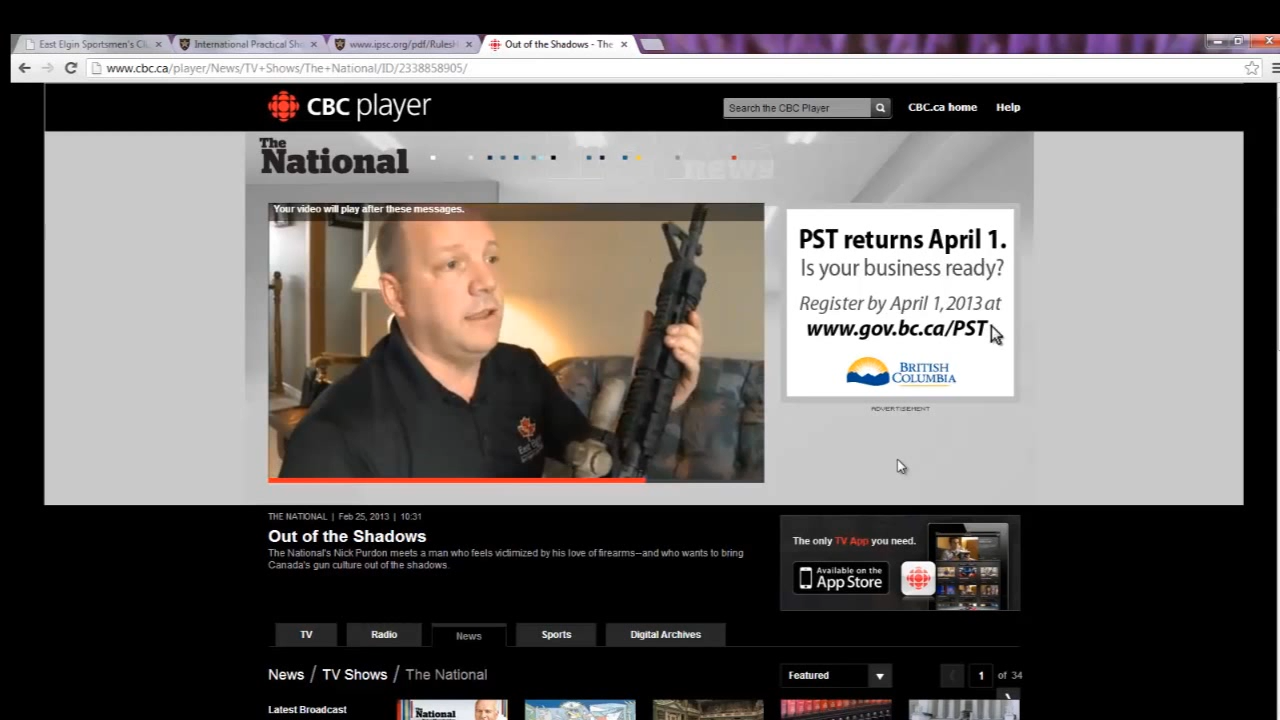 East Elgin Sportsmen's Cl
International Practical Sho
www.ipsc.org/pdf/Rules
Out of the Shadows - The
www.cbc.ca/player/News/TV+Shows/The+National/ID/2338858905/
CBC player
Search the CBC Player
CBC.ca home
Help
The
National
news
Your video will play after these messages.
East Elgin
PST returns April 1.
Is your business ready?
Register by April 1, 2013 at
www.gov.bc.ca/PST
BRITISH
COLUMBIA
ADVERTISEMENT
THE NATIONAL | Feb 25, 2013 | 10:31
Out of the Shadows
The National's Nick Purdon meets a man who feels victimized by his love of firearms—and who wants to bring
Canada's gun culture out of the shadows.
The only TV App you need.
Available on the
App Store
TV
Radio
News
Sports
Digital Archives
News / TV Shows / The National
Featured
1 of 34
Latest Broadcast
The
National